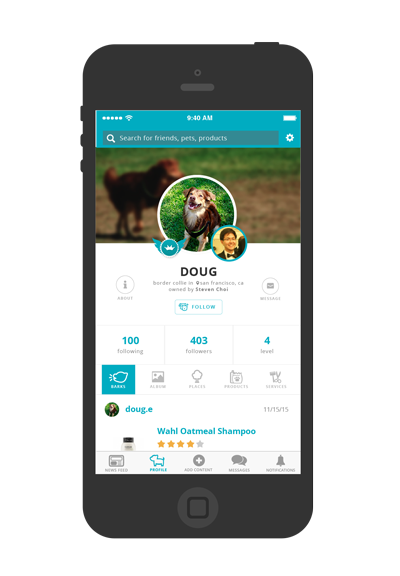 9:40 AM
Search for friends, pets, products
DOUG
border collie in san francisco, ca
owned by Steven Choi
ABOUT
MESSAGE
FOLLOW
100 403 4
following followers level
BARKS ALBUM PLACES PRODUCTS SERVICES
doug.e 11/15/15
Wahl Oatmeal Shampoo
NEWS FEED PROFILE ADD CONTENT MESSAGES NOTIFICATIONS